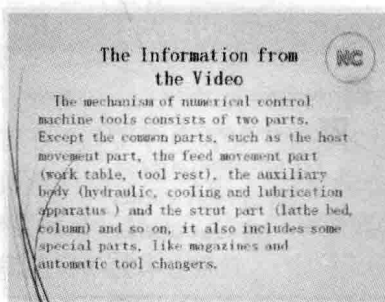 The Information from
the Video
NC
The mechanism of numerical control
machine tools consists of two parts.
Except the common parts, such as the host
movement part, the feed movement part
(work table, tool rest), the auxiliary
body (hydraulic, cooling and lubrication
apparatus ) and the strut part (lathe bed,
column) and so on, it also includes some
special parts, like magazines and
automatic tool changers.